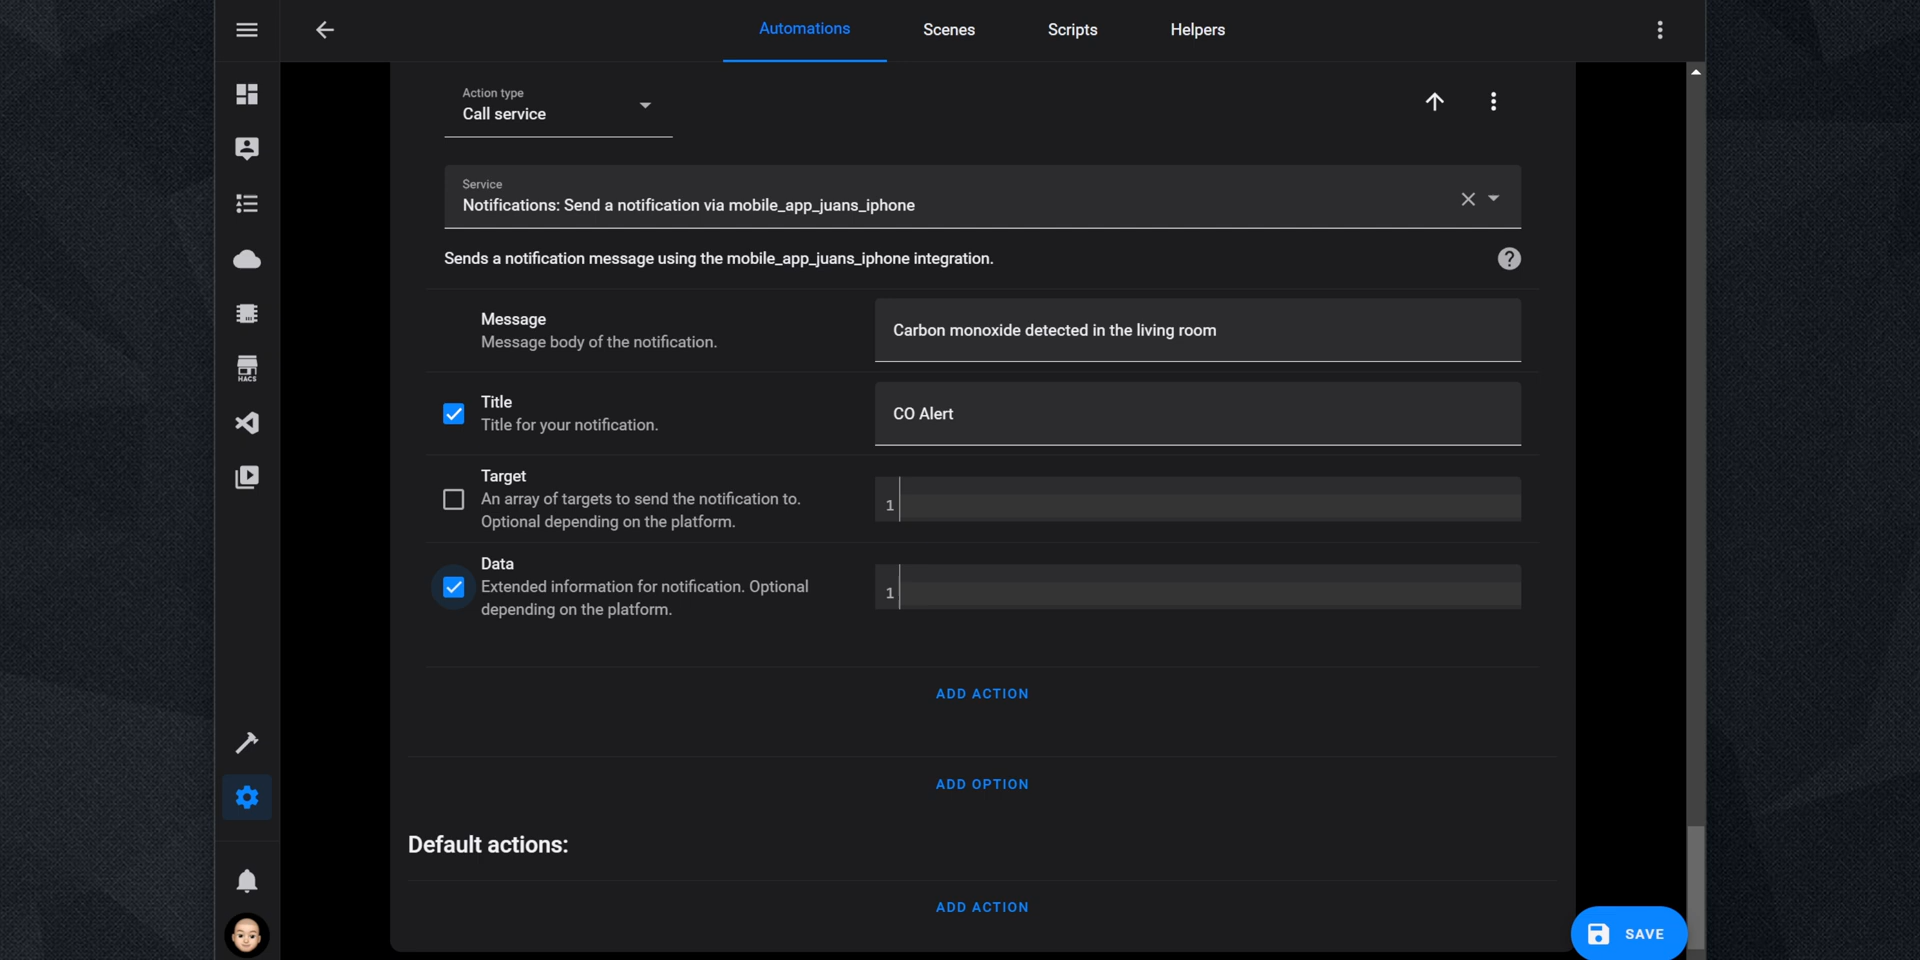 Automations
Scenes
Scripts
Helpers
Action type
Call service
Service
Notifications: Send a notification via mobile_app_juans_iphone
Sends a notification message using the mobile_app_juans_iphone integration.
?
Message
Message body of the notification.
Carbon monoxide detected in the living room
HACS
Title
Title for your notification.
CO Alert
Target
An array of targets to send the notification to.
Optional depending on the platform.
1
Data
Extended information for notification. Optional
depending on the platform.
1
ADD ACTION
ADD OPTION
Default actions:
ADD ACTION
SAVE